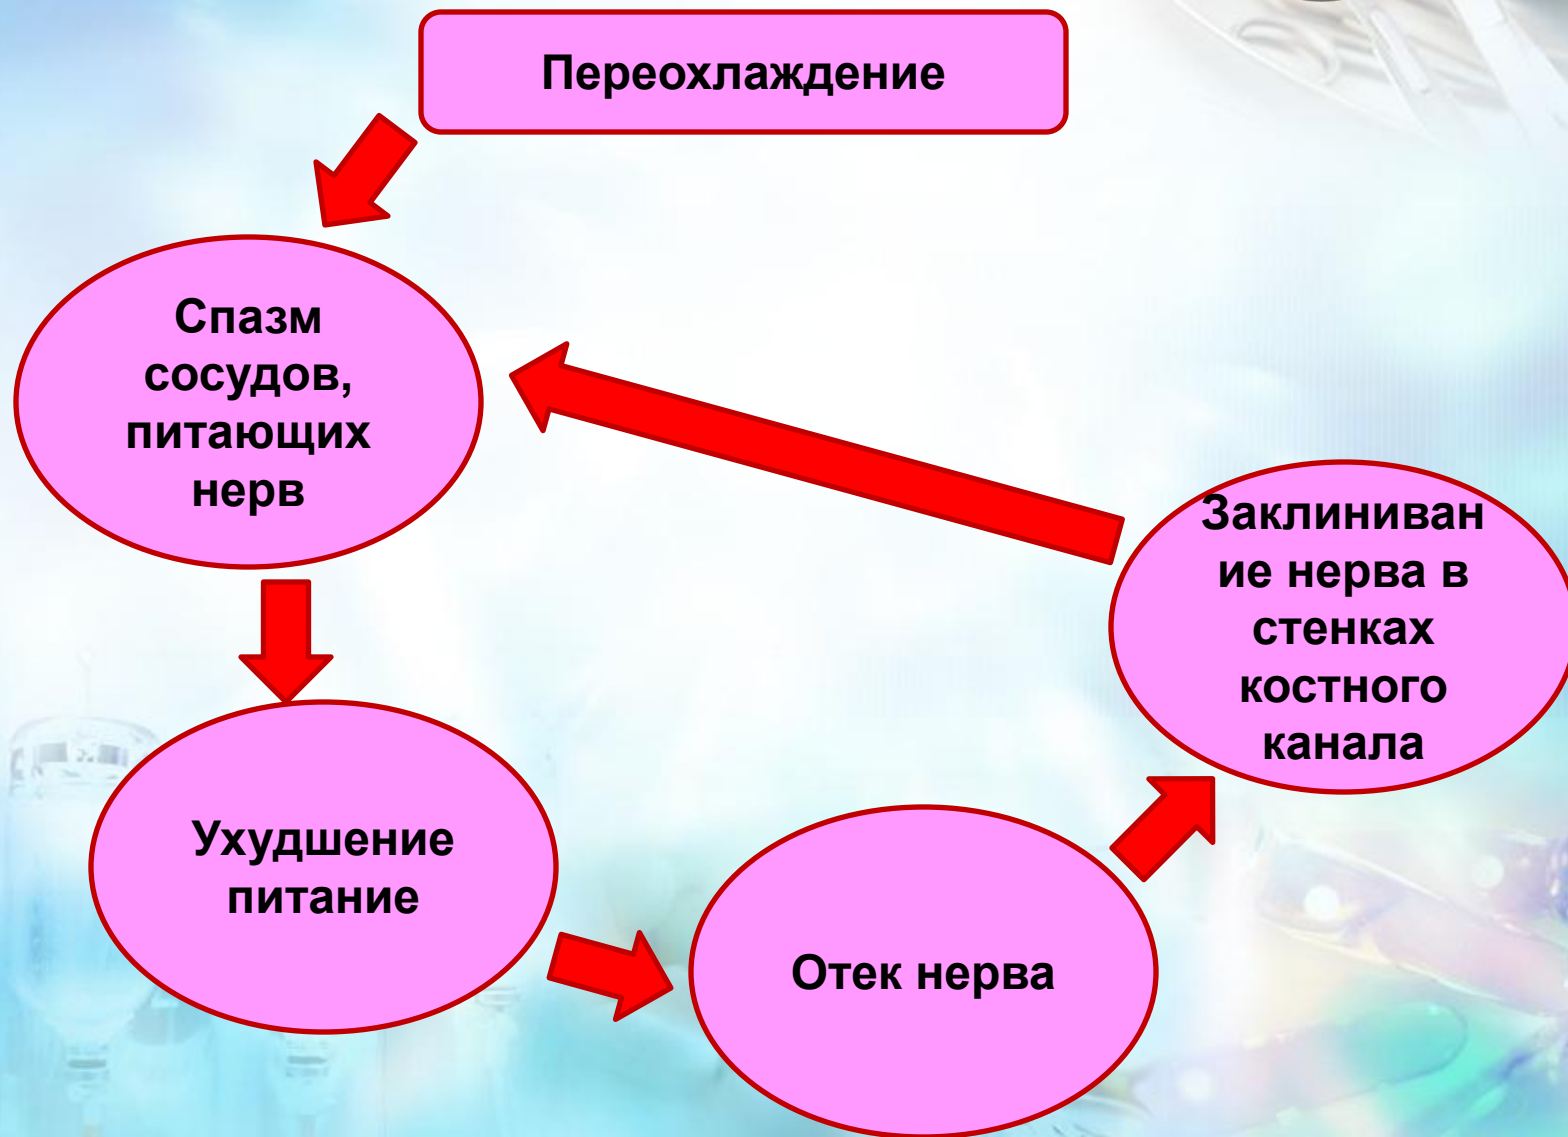 Переохлаждение
Спазм
сосудов,
питающих
нерв
Ухудшение
питание
Отек нерва
Заклиниван
ие нерва в
стенках
костного
канала